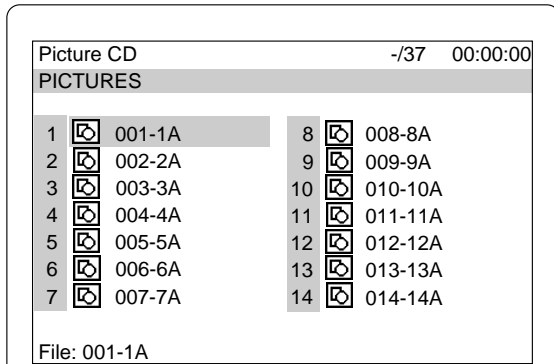 Picture CD -/37 00:00:00
PICTURES
1 001-1A
2 002-2A
3 003-3A
4 004-4A
5 005-5A
6 006-6A
7 007-7A
8 008-8A
9 009-9A
10 010-10A
11 011-11A
12 012-12A
13 013-13A
14 014-14A
File: 001-1A